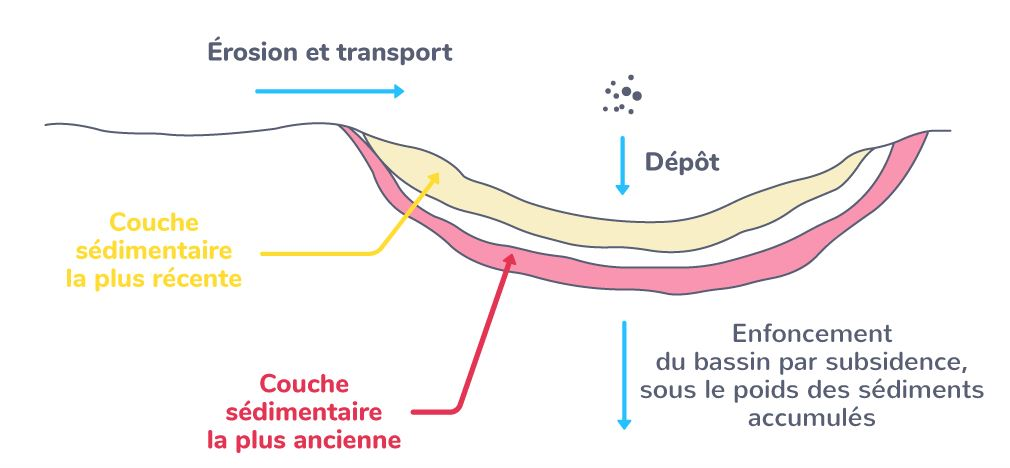 Érosion et transport
Dépôt
Couche
sédimentaire
la plus récente
Couche
sédimentaire
la plus ancienne
Enfoncement
du bassin par subsidence,
sous le poids des sédiments
accumulés